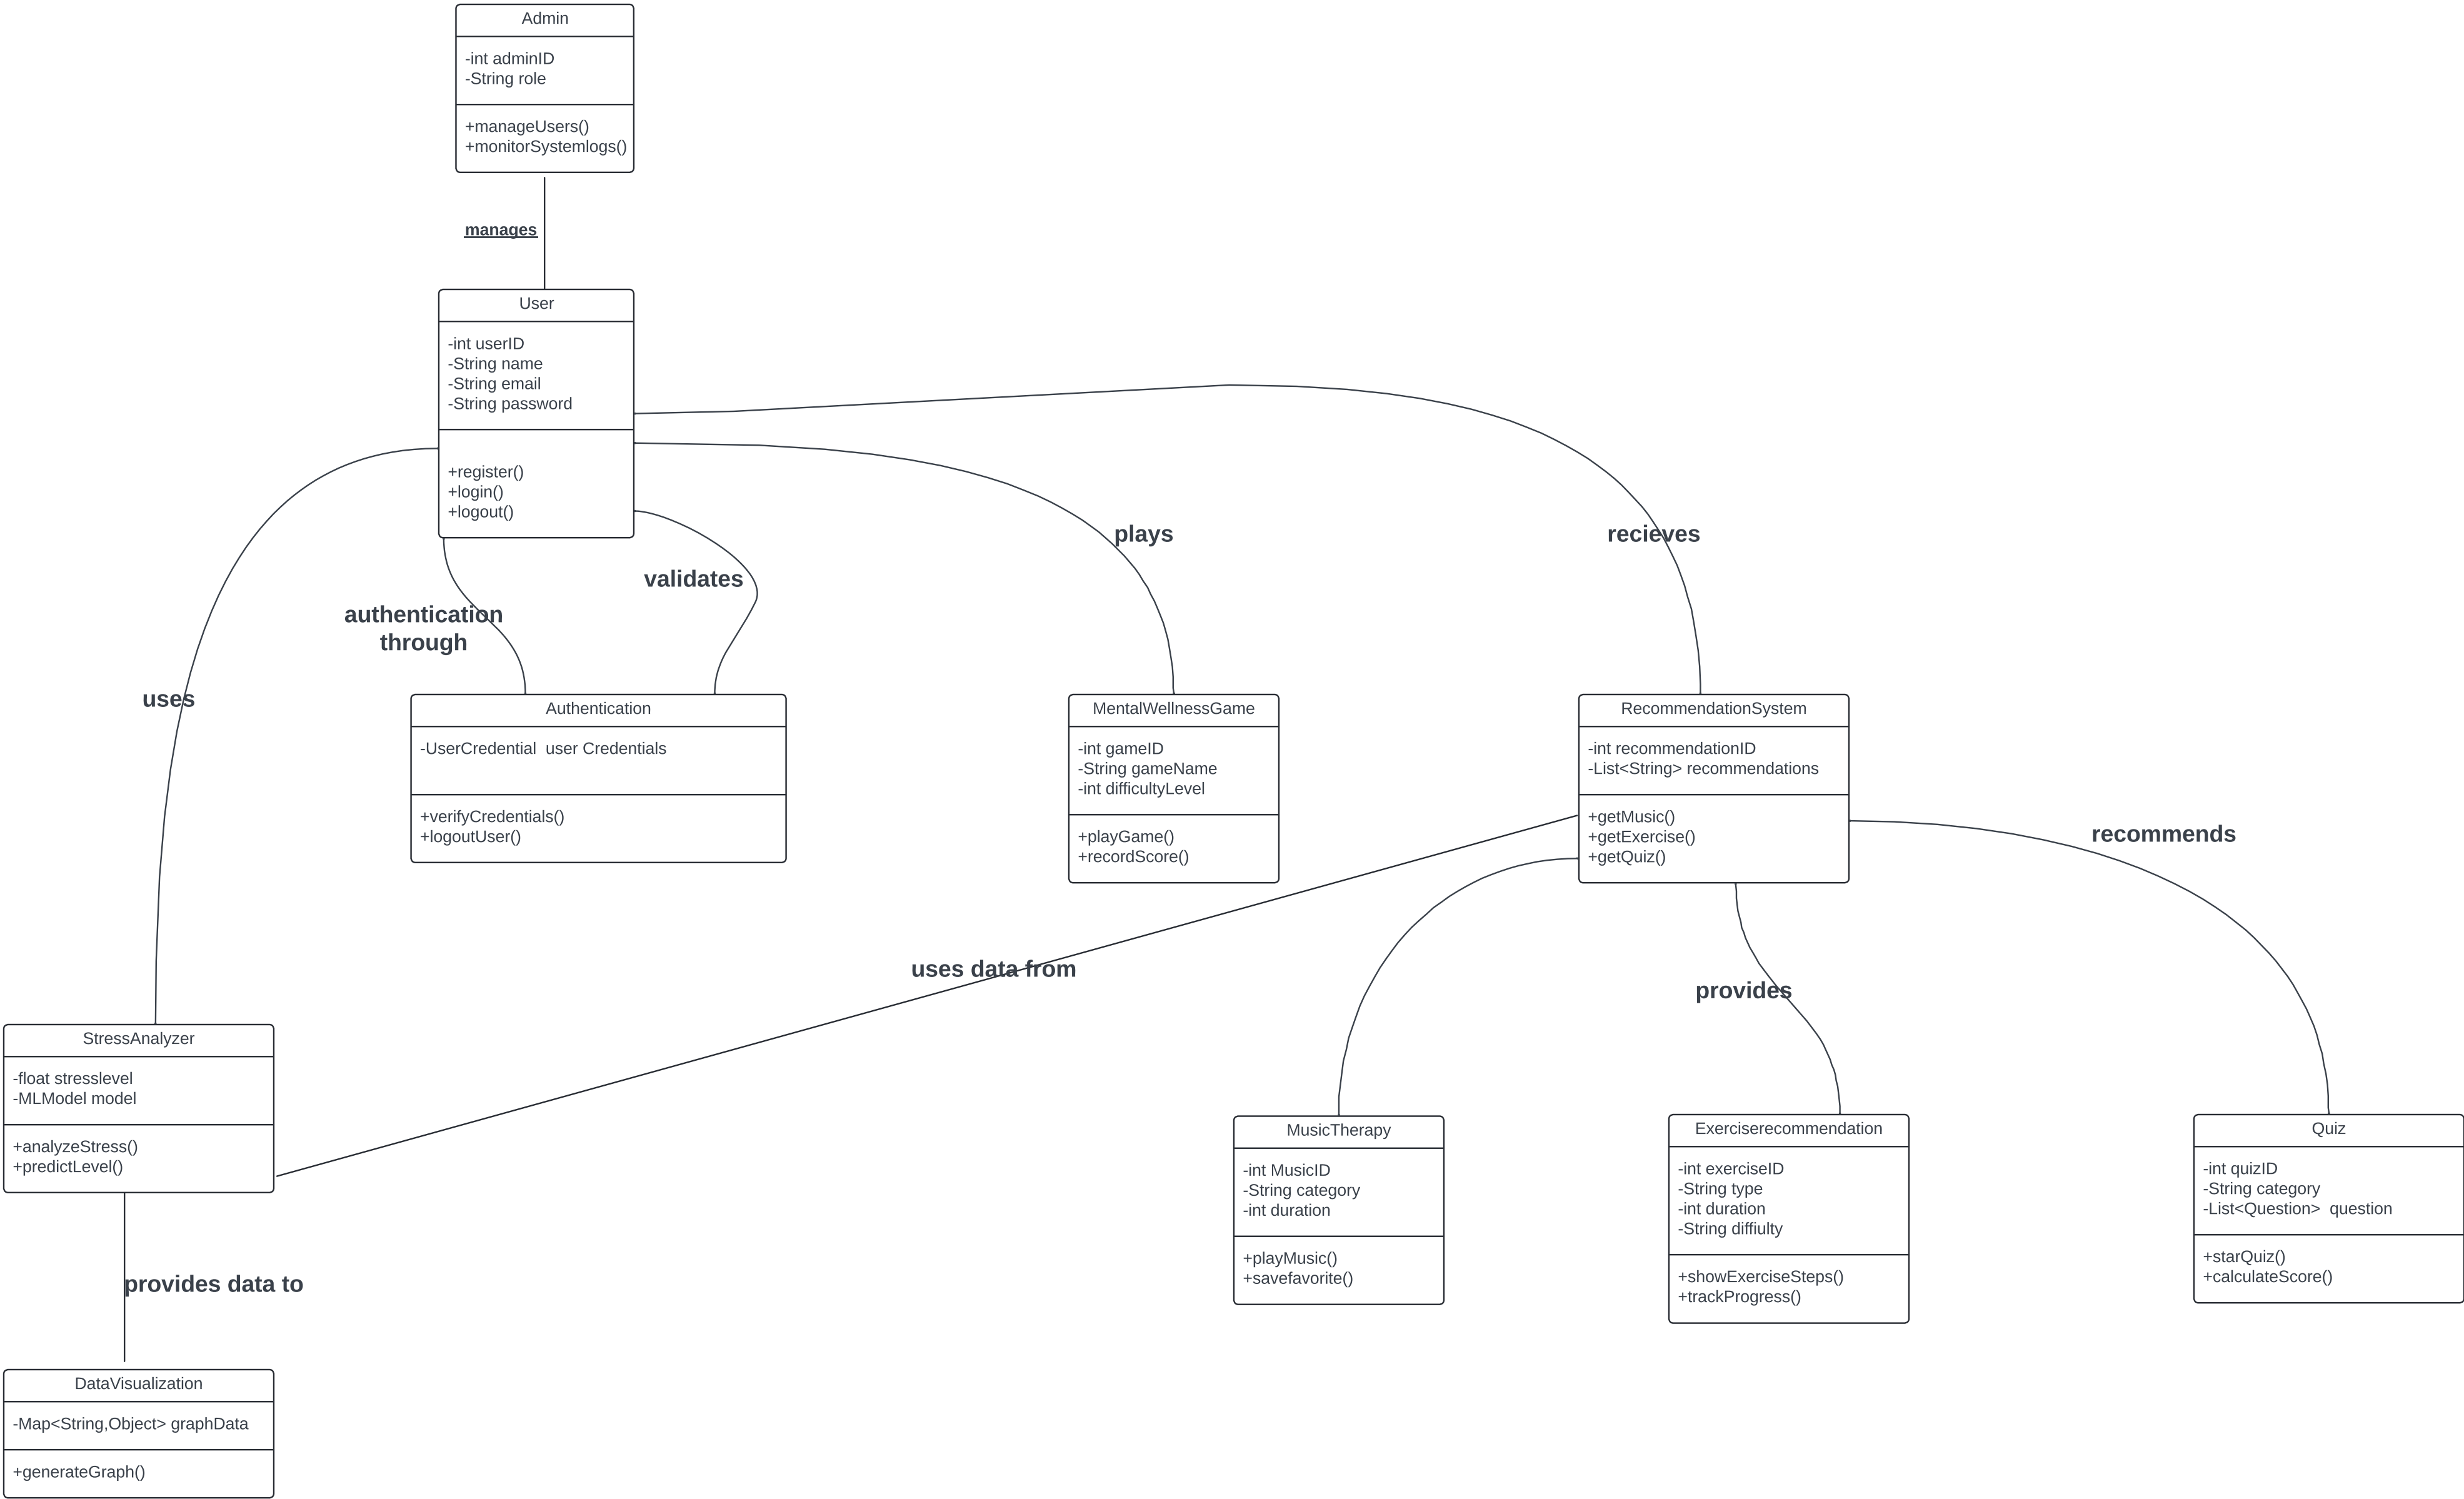 Admin
-int adminID
-String role
+manageUsers()
+monitorSystemlogs()
manages
User
-int userID
-String name
-String email
-String password
+register()
+login()
+logout()
plays
recieves
validates
authentication
through
uses
Authentication
-UserCredential  user Credentials
+verifyCredentials()
+logoutUser()
MentalWellnessGame
-int gameID
-String gameName
-int difficultyLevel
+playGame()
+recordScore()
RecommendationSystem
-int recommendationID
-List<String> recommendations
+getMusic()
+getExercise()
+getQuiz()
recommends
uses data from
provides
StressAnalyzer
-float stresslevel
-MLModel model
+analyzeStress()
+predictLevel()
MusicTherapy
-int MusicID
-String category
-int duration
+playMusic()
+savefavorite()
Exerciserecommendation
-int exerciseID
-String type
-int duration
-String diffiulty
+showExerciseSteps()
+trackProgress()
Quiz
-int quizID
-String category
-List<Question>  question
+starQuiz()
+calculateScore()
provides data to
DataVisualization
-Map<String,Object> graphData
+generateGraph()